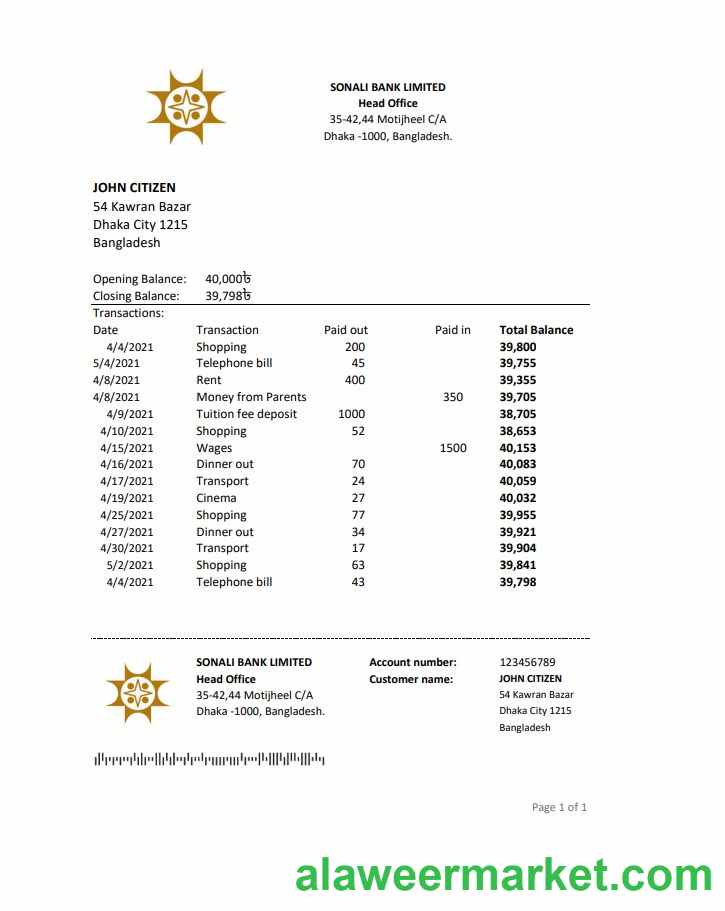 SONALI BANK LIMITED
Head Office
35-42,44 Motijheel C/A
Dhaka -1000, Bangladesh.
JOHN CITIZEN
54 Kawran Bazar
Dhaka City 1215
Bangladesh
Opening Balance: 40,000৳
Closing Balance: 39,798৳
Transactions:
Date Transaction Paid out Paid in Total Balance
4/4/2021 Shopping 200 39,800
5/4/2021 Telephone bill 45 39,755
4/8/2021 Rent 400 39,355
4/8/2021 Money from Parents 350 39,705
4/9/2021 Tuition fee deposit 1000 38,705
4/10/2021 Shopping 52 38,653
4/15/2021 Wages 1500 40,153
4/16/2021 Dinner out 70 40,083
4/17/2021 Transport 24 40,059
4/19/2021 Cinema 27 40,032
4/25/2021 Shopping 77 39,955
4/27/2021 Dinner out 34 39,921
4/30/2021 Transport 17 39,904
5/2/2021 Shopping 63 39,841
4/4/2021 Telephone bill 43 39,798
SONALI BANK LIMITED Account number: 123456789
Head Office Customer name: JOHN CITIZEN
35-42,44 Motijheel C/A 54 Kawran Bazar
Dhaka -1000, Bangladesh. Dhaka City 1215
Bangladesh
Page 1 of 1
alaweermarket.com